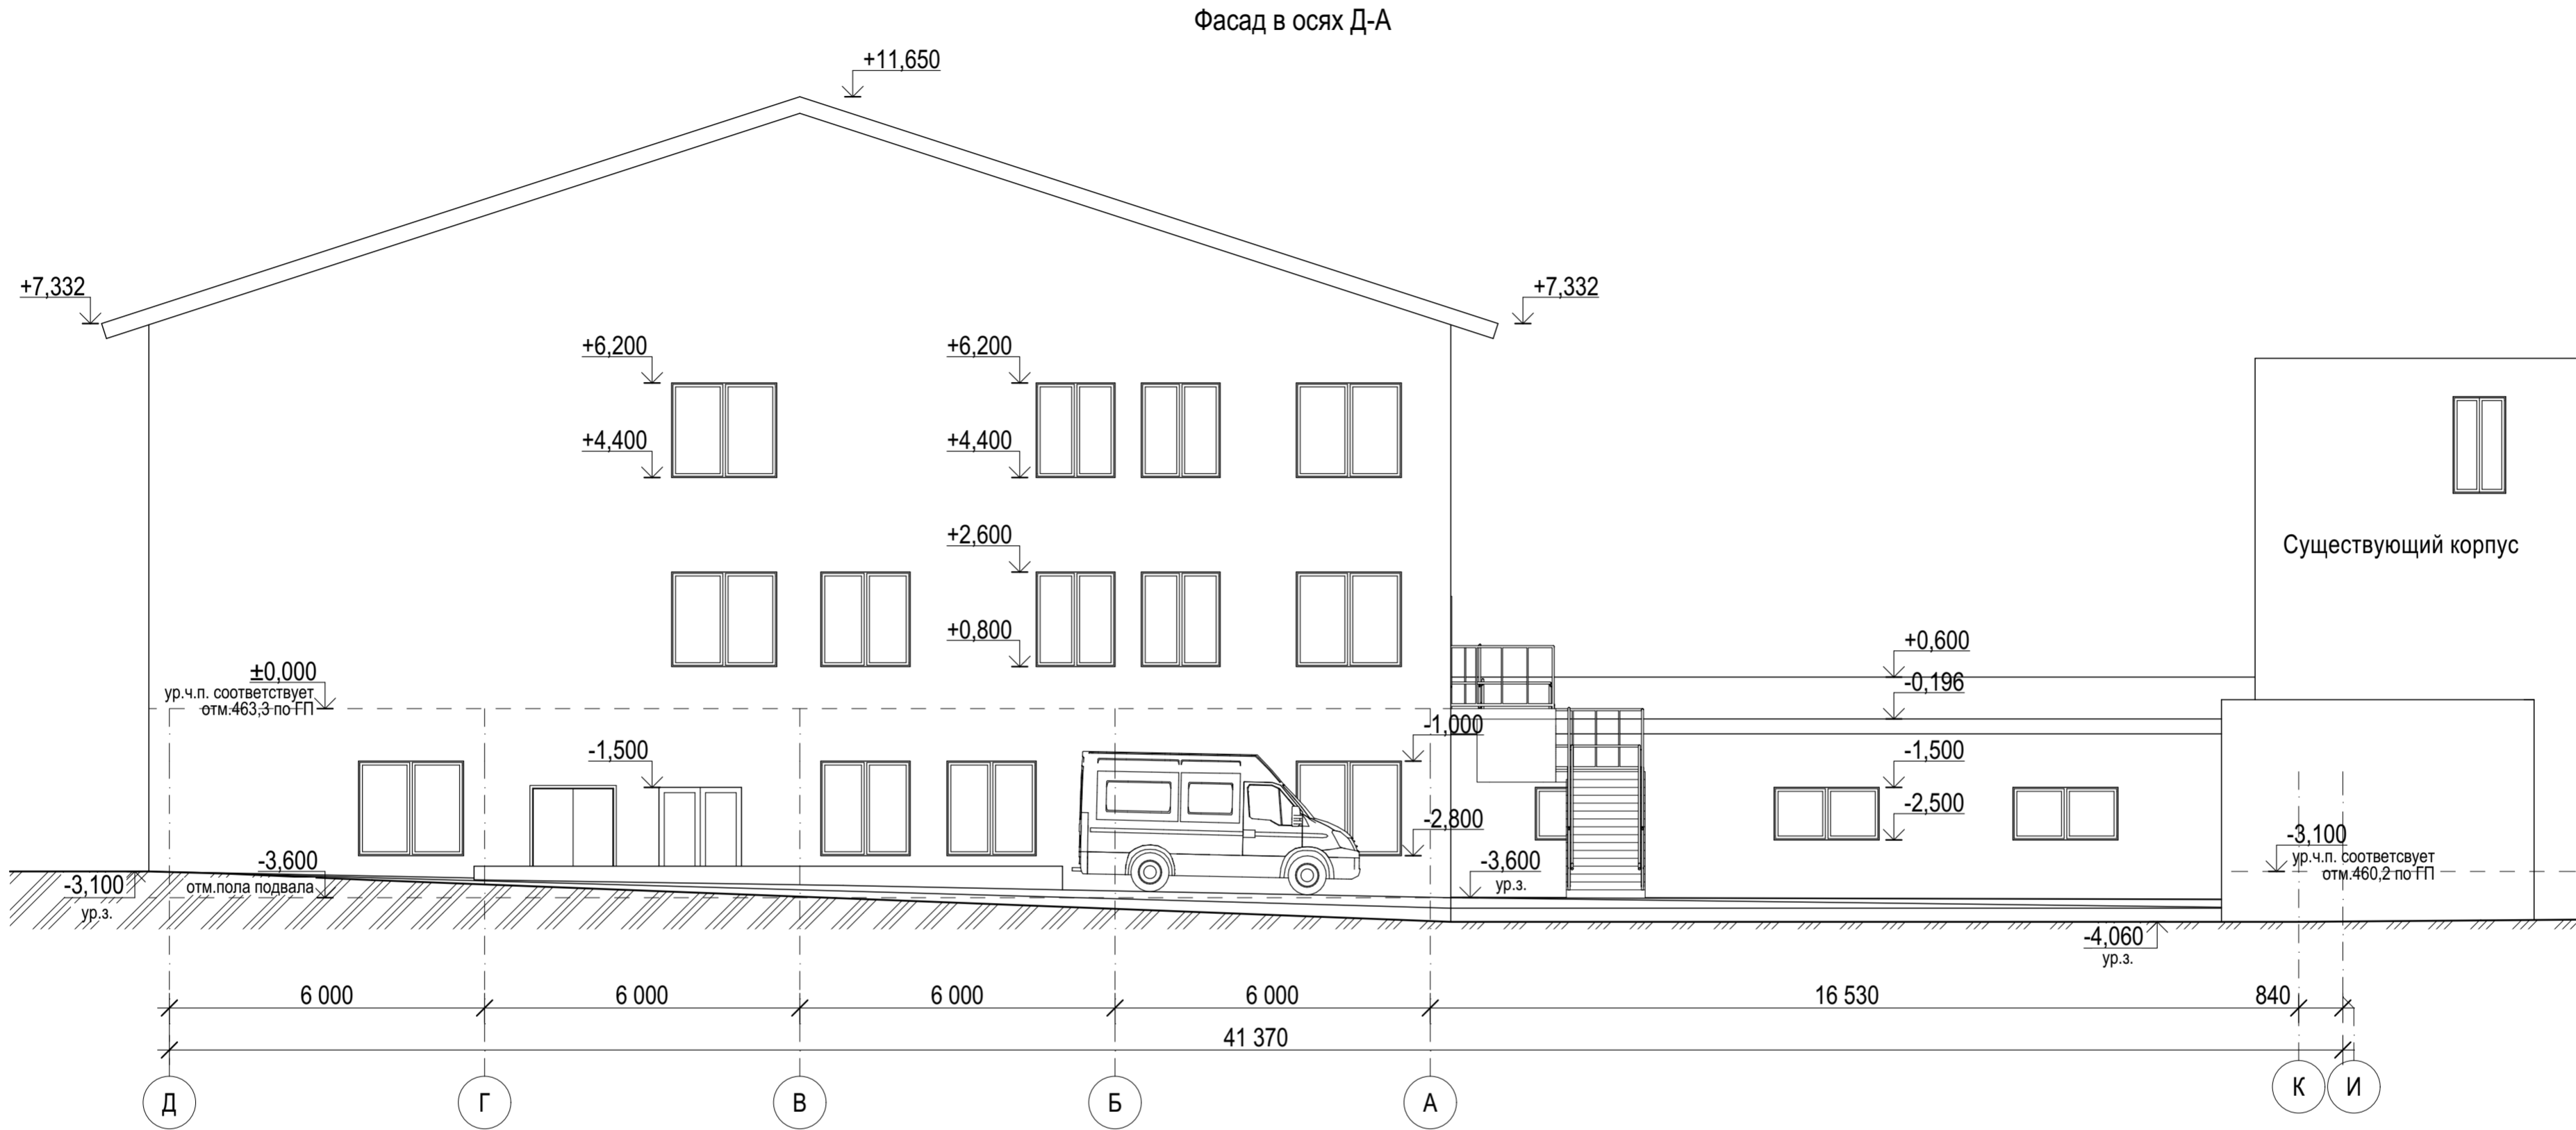 Фасад в осях Д-А
+11,650
+7,332
+7,332
+6,200
+6,200
+4,400
+4,400
+2,600
Существующий корпус
+0,800
+0,600
±0,000
-0,196
ур.ч.п. соответствует
отм.463,3 по ГП
-1,000
-1,500
-1,500
-2,500
-2,800
-3,100
ур.ч.п. соответсвует
отм.460,2 по ГП
-3,600
отм.пола подвала
-3,600
ур.з.
-3,100
ур.з.
-4,060
ур.з.
6 000
6 000
6 000
6 000
16 530
840
41 370
Д
Г
В
Б
А
К
И